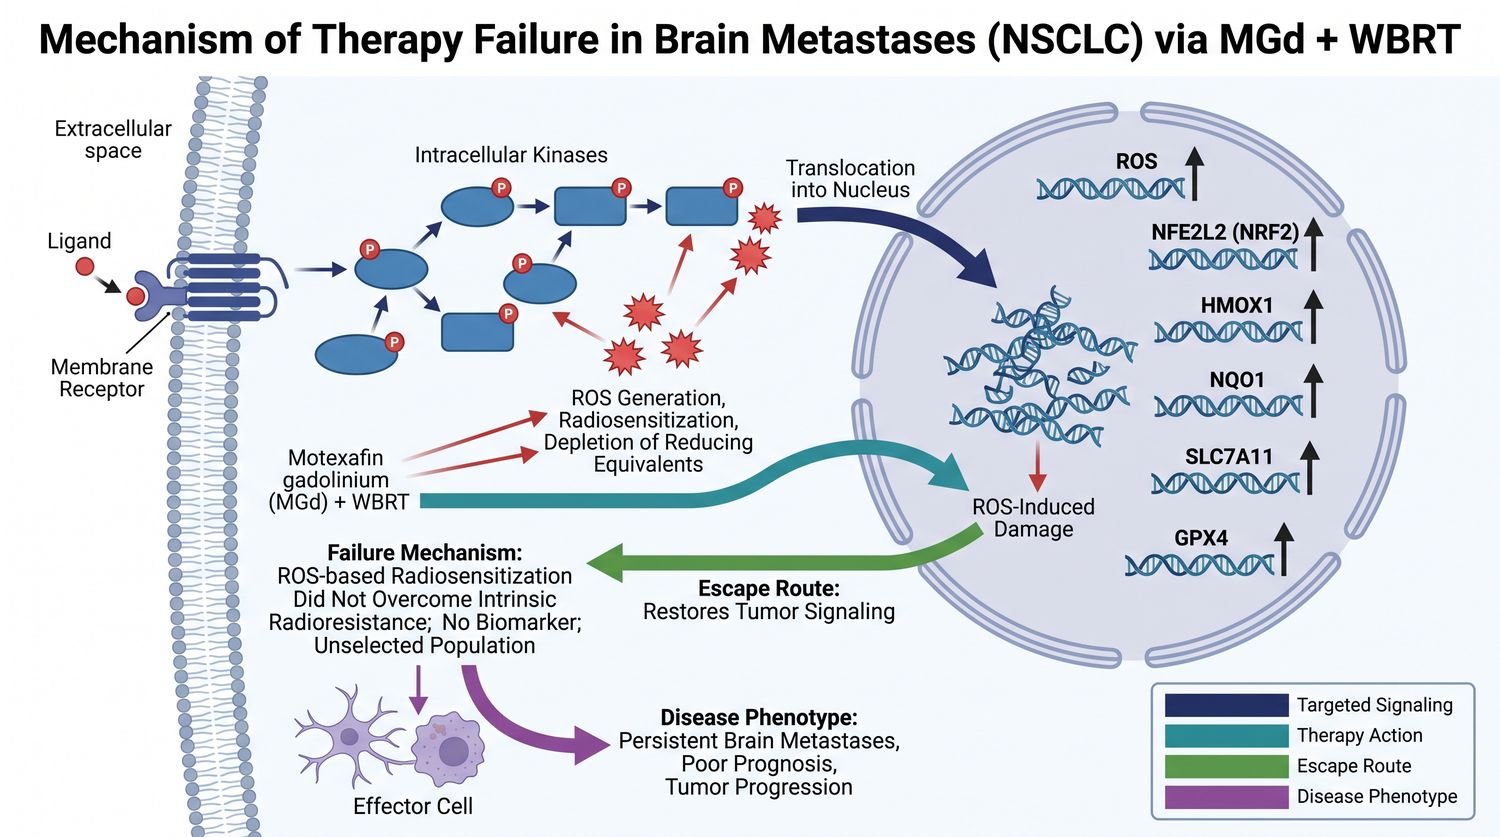 Mechanism of Therapy Failure in Brain Metastases (NSCLC) via MGd + WBRT
Extracellular
space
Ligand
Membrane
Receptor
Intracellular Kinases
P
P
P
P
P
P
P
Translocation
into Nucleus
ROS Generation,
Radiosensitization,
Depletion of Reducing
Equivalents
Motexafin
gadolinium
(MGd) + WBRT
ROS
NFE2L2 (NRF2)
HMOX1
NQO1
SLC7A11
GPX4
ROS-Induced
Damage
Failure Mechanism:
ROS-based Radiosensitization
Did Not Overcome Intrinsic
Radioresistance; No Biomarker;
Unselected Population
Escape Route:
Restores Tumor Signaling
Effector Cell
Disease Phenotype:
Persistent Brain Metastases,
Poor Prognosis,
Tumor Progression
Targeted Signaling
Therapy Action
Escape Route
Disease Phenotype